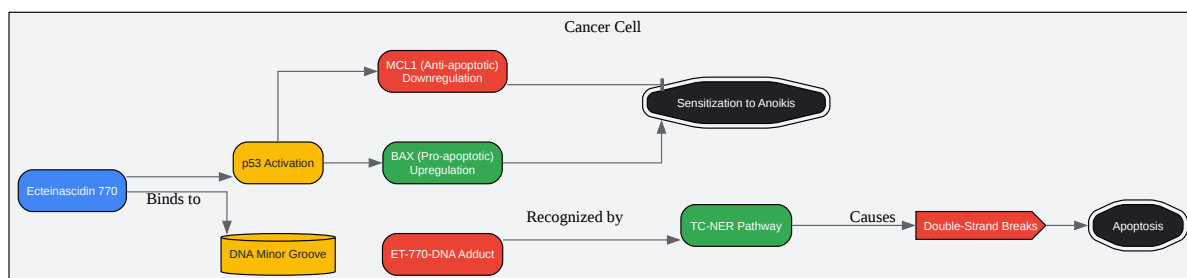 Cancer Cell
MCL1 (Anti-apoptotic)
Downregulation
Sensitization to Anoikis
p53 Activation
BAX (Pro-apoptotic)
Upregulation
Ecteinascidin 770
Binds to
DNA Minor Groove
ET-770-DNA Adduct
Recognized by
TC-NER Pathway
Causes
Double-Strand Breaks
Apoptosis